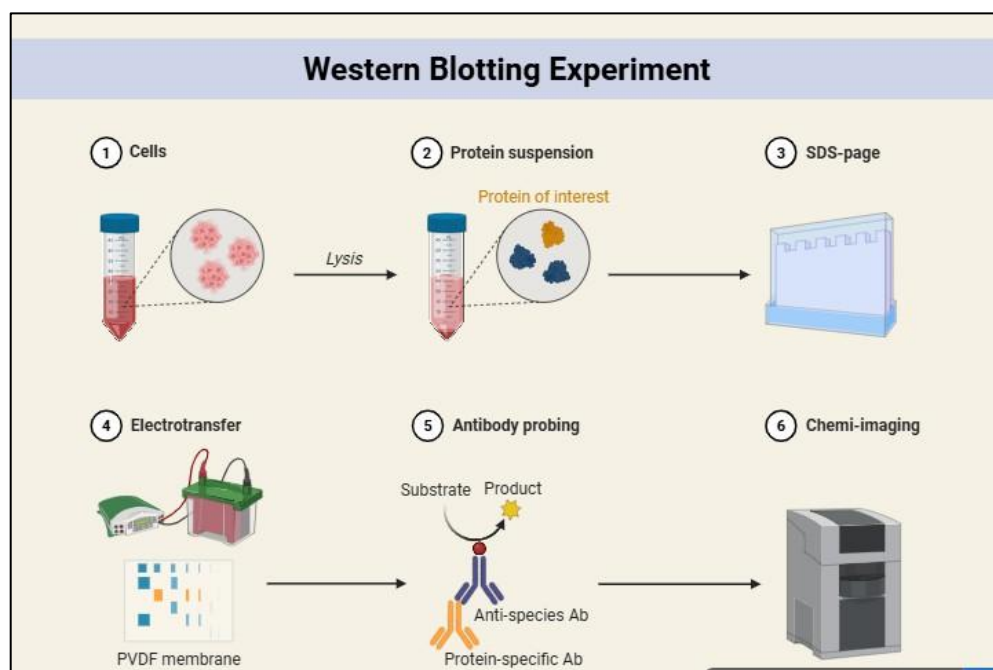 Western Blotting Experiment
1 Cells
2 Protein suspension
3 SDS-page
Protein of interest
Lysis
4 Electrotransfer
5 Antibody probing
6 Chemi-imaging
Substrate
Product
Anti-species Ab
PVDF membrane
Protein-specific Ab